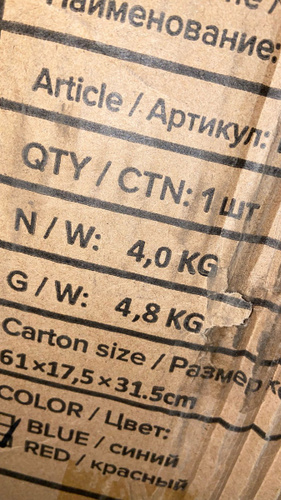 Наименование:
Article / Артикул:
QTY / CTN: 1 шт
N / W: 4,0 KG
G / W: 4,8 KG
Carton size / Размер
61×17,5×31.5cm
COLOR / Цвет:
BLUE / синий
RED / красный